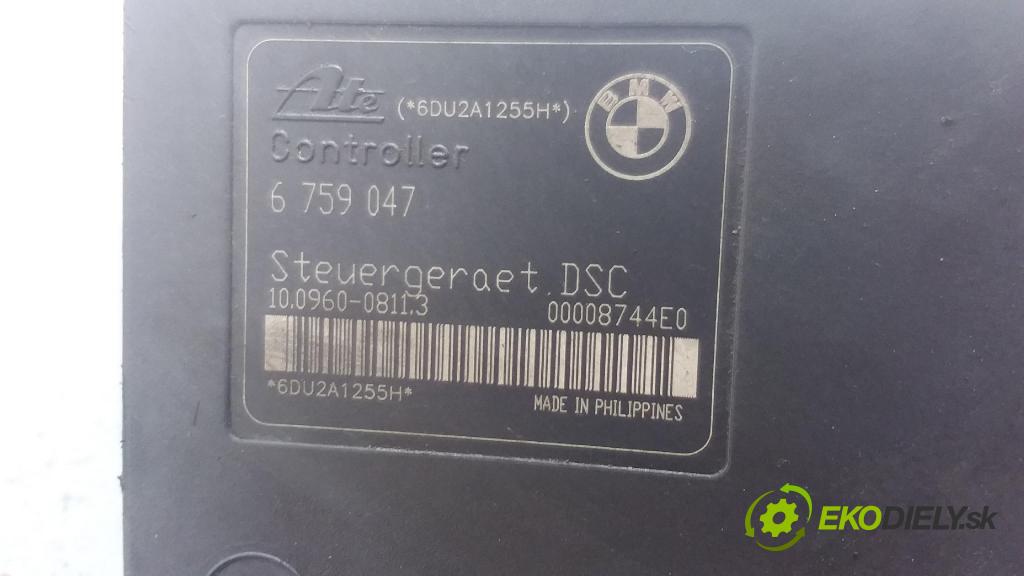 Ate (*6DU2A1255H*) BMW
Controller
6 759 047
Steuergeraet DSC
10.0960-0811.3 00008744E0
*6DU2A1255H* MADE IN PHILIPPINES
EKODIELY.sk